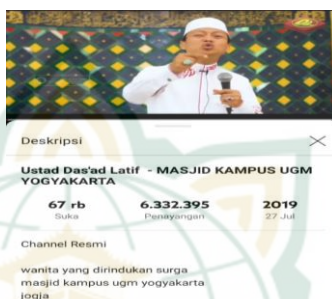 Deskripsi
Ustad Das'ad Latif - MASJID KAMPUS UGM
YOGYAKARTA
67 rb 6.332.395 2019
Suka Penayangan 27 Jul
Channel Resmi
wanita yang dirindukan surga
masjid kampus ugm yogyakarta
jogja